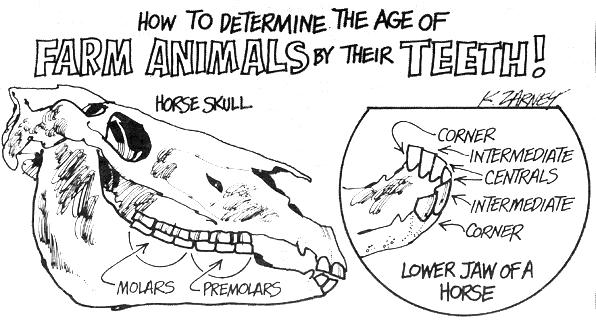 HOW TO DETERMINE THE AGE OF
FARM ANIMALS BY THEIR TEETH!
K. ZARNEY
HORSE SKULL
CORNER
INTERMEDIATE
CENTRALS
INTERMEDIATE
CORNER
MOLARS
PREMOLARS
LOWER JAW OF A
HORSE